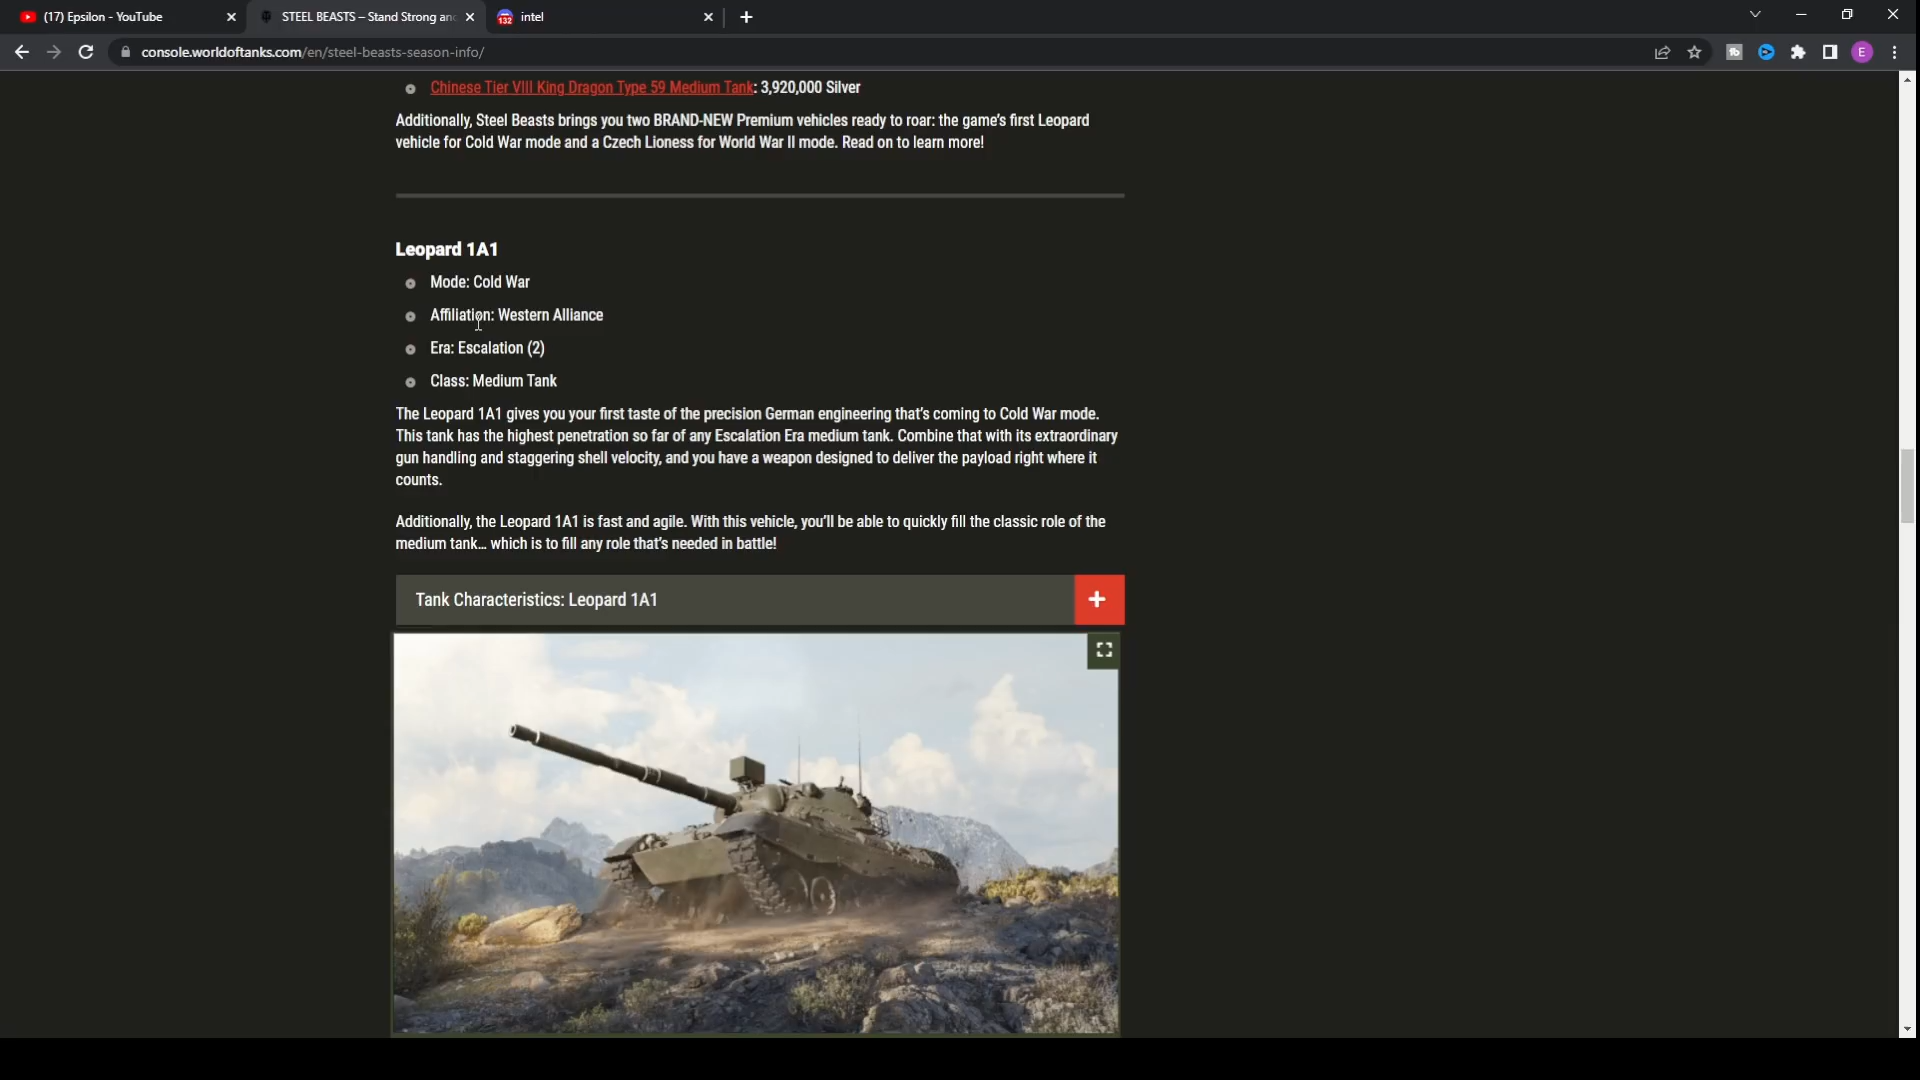 (17) Epsilon - YouTube
STEEL BEASTS – Stand Strong an
132
intel
console.worldoftanks.com/en/steel-beasts-season-info/
E
Chinese Tier VIII King Dragon Type 59 Medium Tank: 3,920,000 Silver
Additionally, Steel Beasts brings you two BRAND-NEW Premium vehicles ready to roar: the game's first Leopard
vehicle for Cold War mode and a Czech Lioness for World War II mode. Read on to learn more!
Leopard 1A1
Mode: Cold War
Affiliation: Western Alliance
Era: Escalation (2)
Class: Medium Tank
The Leopard 1A1 gives you your first taste of the precision German engineering that's coming to Cold War mode.
This tank has the highest penetration so far of any Escalation Era medium tank. Combine that with its extraordinary
gun handling and staggering shell velocity, and you have a weapon designed to deliver the payload right where it
counts.
Additionally, the Leopard 1A1 is fast and agile. With this vehicle, you'll be able to quickly fill the classic role of the
medium tank... which is to fill any role that's needed in battle!
Tank Characteristics: Leopard 1A1